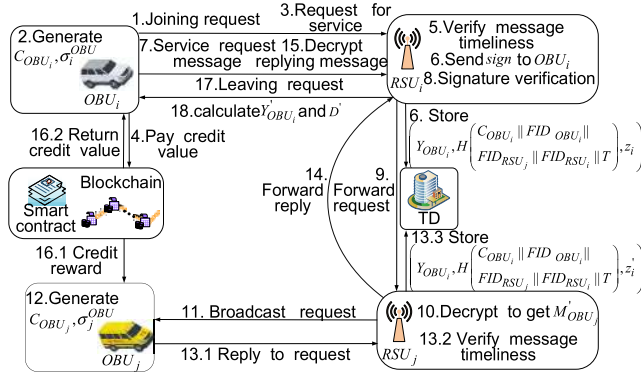 1.Joining request
3.Request for
service
2.Generate
C_{OBU_i}, σ_i^{OBU}
OBU_i
7.Service request 15.Decrypt
message replying message
17.Leaving request
18.calculate Y'_{OBU_i} and D'
5.Verify message
timeliness
6.Send sign to OBU_i
8.Signature verification
RSU_i
16.2 Return
credit value
4.Pay credit
value
6. Store
Y_{OBU_i}, H(C_{OBU_i} || FID_{OBU_i} ||
FID_{RSU_j} || FID_{RSU_i} || T), z_i
Blockchain
Smart
contract
14.
Forward
reply
9.
Forward
request
TD
16.1 Credit
reward
13.3 Store
Y_{OBU_i}, H(C_{OBU_i} || FID_{OBU_i} ||
FID_{RSU_j} || FID_{RSU_i} || T), z_i'
12.Generate
C_{OBU_j}, σ_j^{OBU}
OBU_j
11. Broadcast request
13.1 Reply to request
10.Decrypt to get M'_{OBU_j}
13.2 Verify message
timeliness
RSU_j